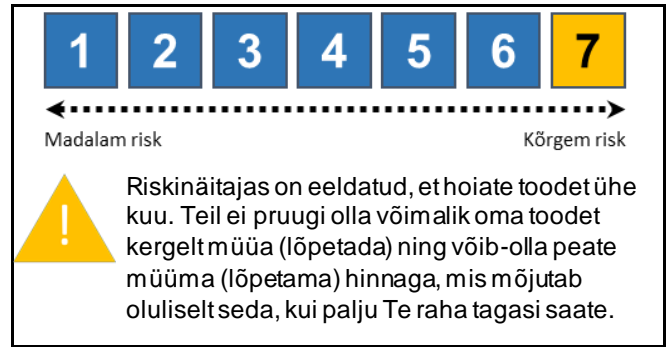 1 2 3 4 5 6 7
Madalam risk Kõrgem risk
!
Riskinäitajas on eeldatud, et hoiate toodet ühe
kuu. Teil ei pruugi olla võimalik oma toodet
kergelt müüa (lõpetada) ning võib-olla peate
müüma (lõpetama) hinnaga, mis mõjutab
oluliselt seda, kui palju Te raha tagasi saate.